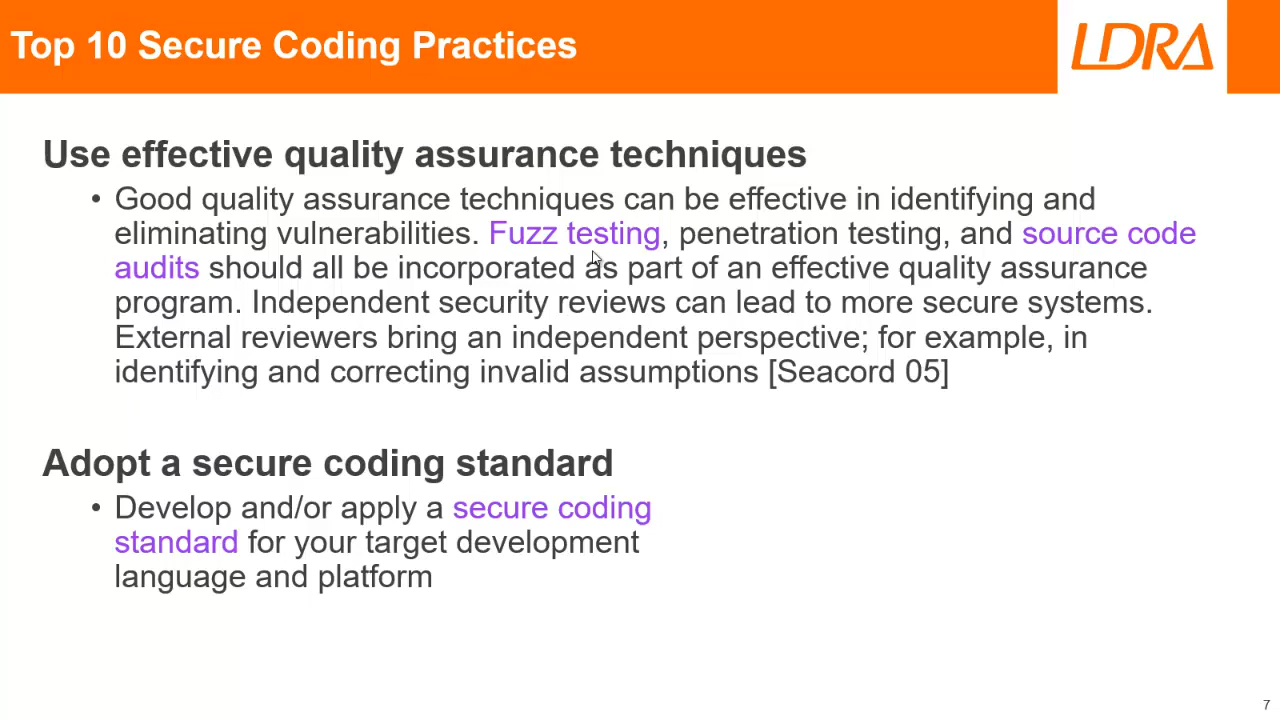 Top 10 Secure Coding Practices
LDRA
Use effective quality assurance techniques
• Good quality assurance techniques can be effective in identifying and
eliminating vulnerabilities. Fuzz testing, penetration testing, and source code
audits should all be incorporated as part of an effective quality assurance
program. Independent security reviews can lead to more secure systems.
External reviewers bring an independent perspective; for example, in
identifying and correcting invalid assumptions [Seacord 05]
Adopt a secure coding standard
• Develop and/or apply a secure coding
standard for your target development
language and platform
7